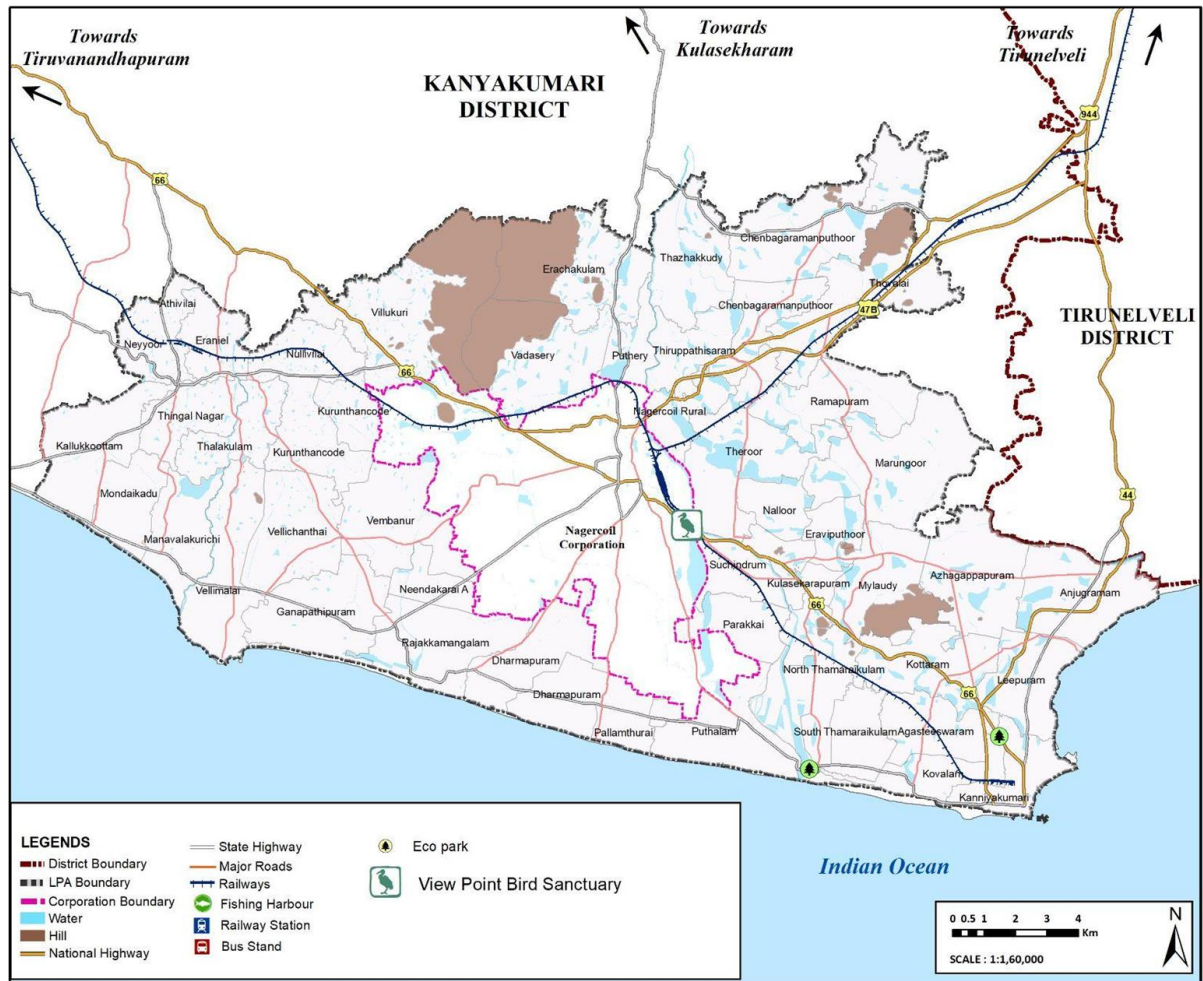 Towards
Tiruvanandhapuram
Towards
Kulasekharam
Towards
Tirunelveli
KANYAKUMARI
DISTRICT
944
66
Chenbagaramanputhoor
Thazhakkudy
Erachakulam
Thovalai
Athivilai
Villukuri
Chenbagaramanputhoor
47B
TIRUNELVELI
DISTRICT
Neyyoor
Eraniel
Nullivilai
Vadasery
Puthery
Thiruppathisaram
66
Kurunthancode
Nagercoil Rural
Ramapuram
Thingal Nagar
Kallukkoottam
Thalakulam
Kurunthancode
Theroor
Marungoor
Mondaikadu
44
Manavalakurichi
Vellichanthai
Vembanur
Nagercoil
Corporation
Nalloor
Eraviputhoor
Suchindrum
Kulasekarapuram
Mylaudy
Azhagappapuram
Anjugramam
Vellimalai
Neendakarai A
66
Ganapathipuram
Parakkai
Rajakkamangalam
Dharmapuram
North Thamaraikulam
Kottaram
Leepuram
66
Dharmapuram
Pallamthurai
Puthalam
South Thamaraikulam
Agasteeswaram
Kovalam
Kanniyakumari
Indian Ocean
LEGENDS
District Boundary
LPA Boundary
Corporation Boundary
Water
Hill
National Highway
State Highway
Major Roads
Railways
Fishing Harbour
Railway Station
Bus Stand
Eco park
View Point Bird Sanctuary
N
0 0.5 1 2 3 4
Km
SCALE : 1:1,60,000